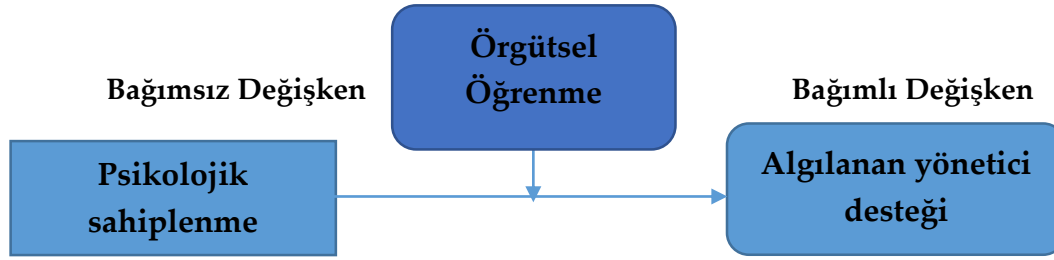 Örgütsel
Öğrenme
Bağımsız Değişken
Bağımlı Değişken
Psikolojik
sahiplenme
Algılanan yönetici
desteği